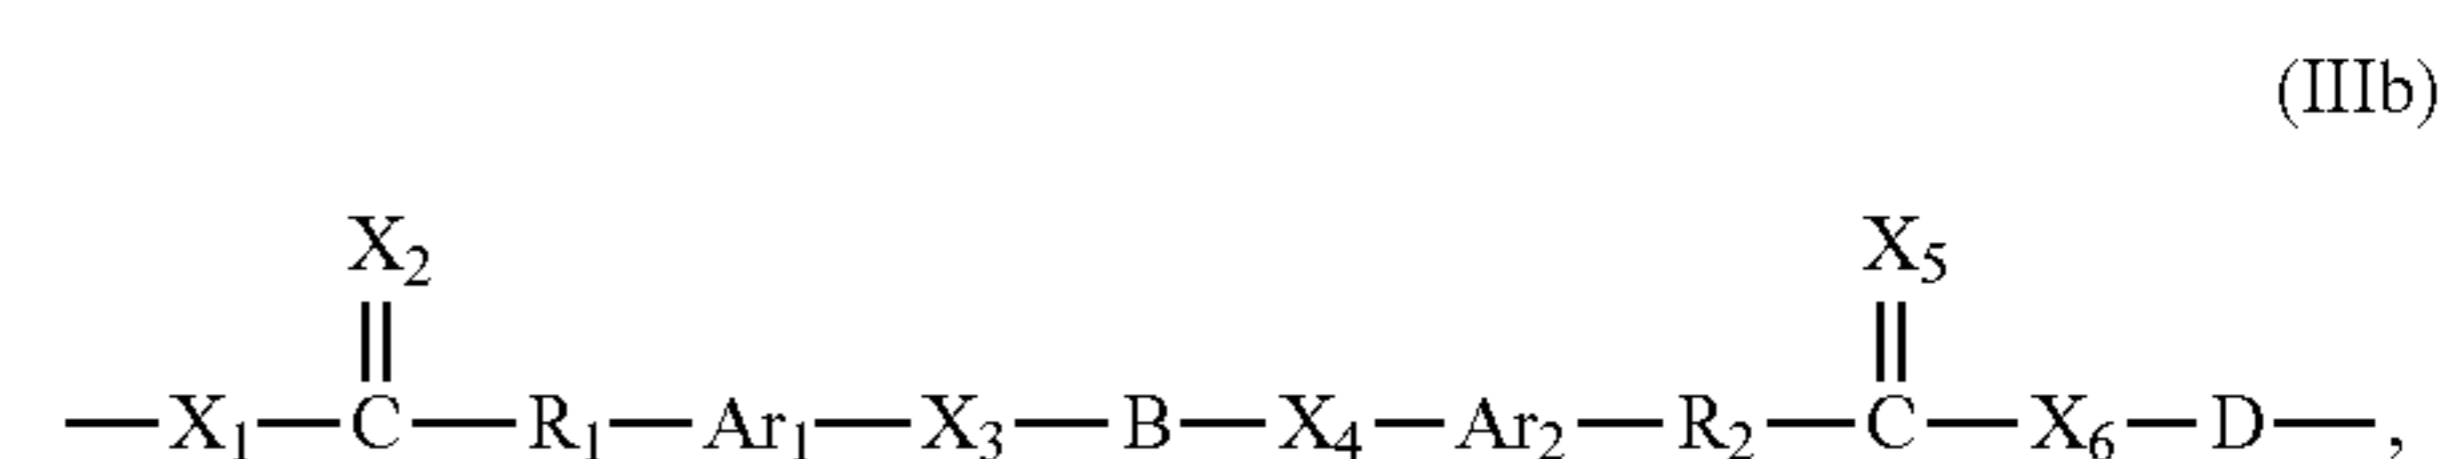 (IIIb)
X₂ X₅
—X₁—C—R₁—Ar₁—X₃—B—X₄—Ar₂—R₂—C—X₆—D—,